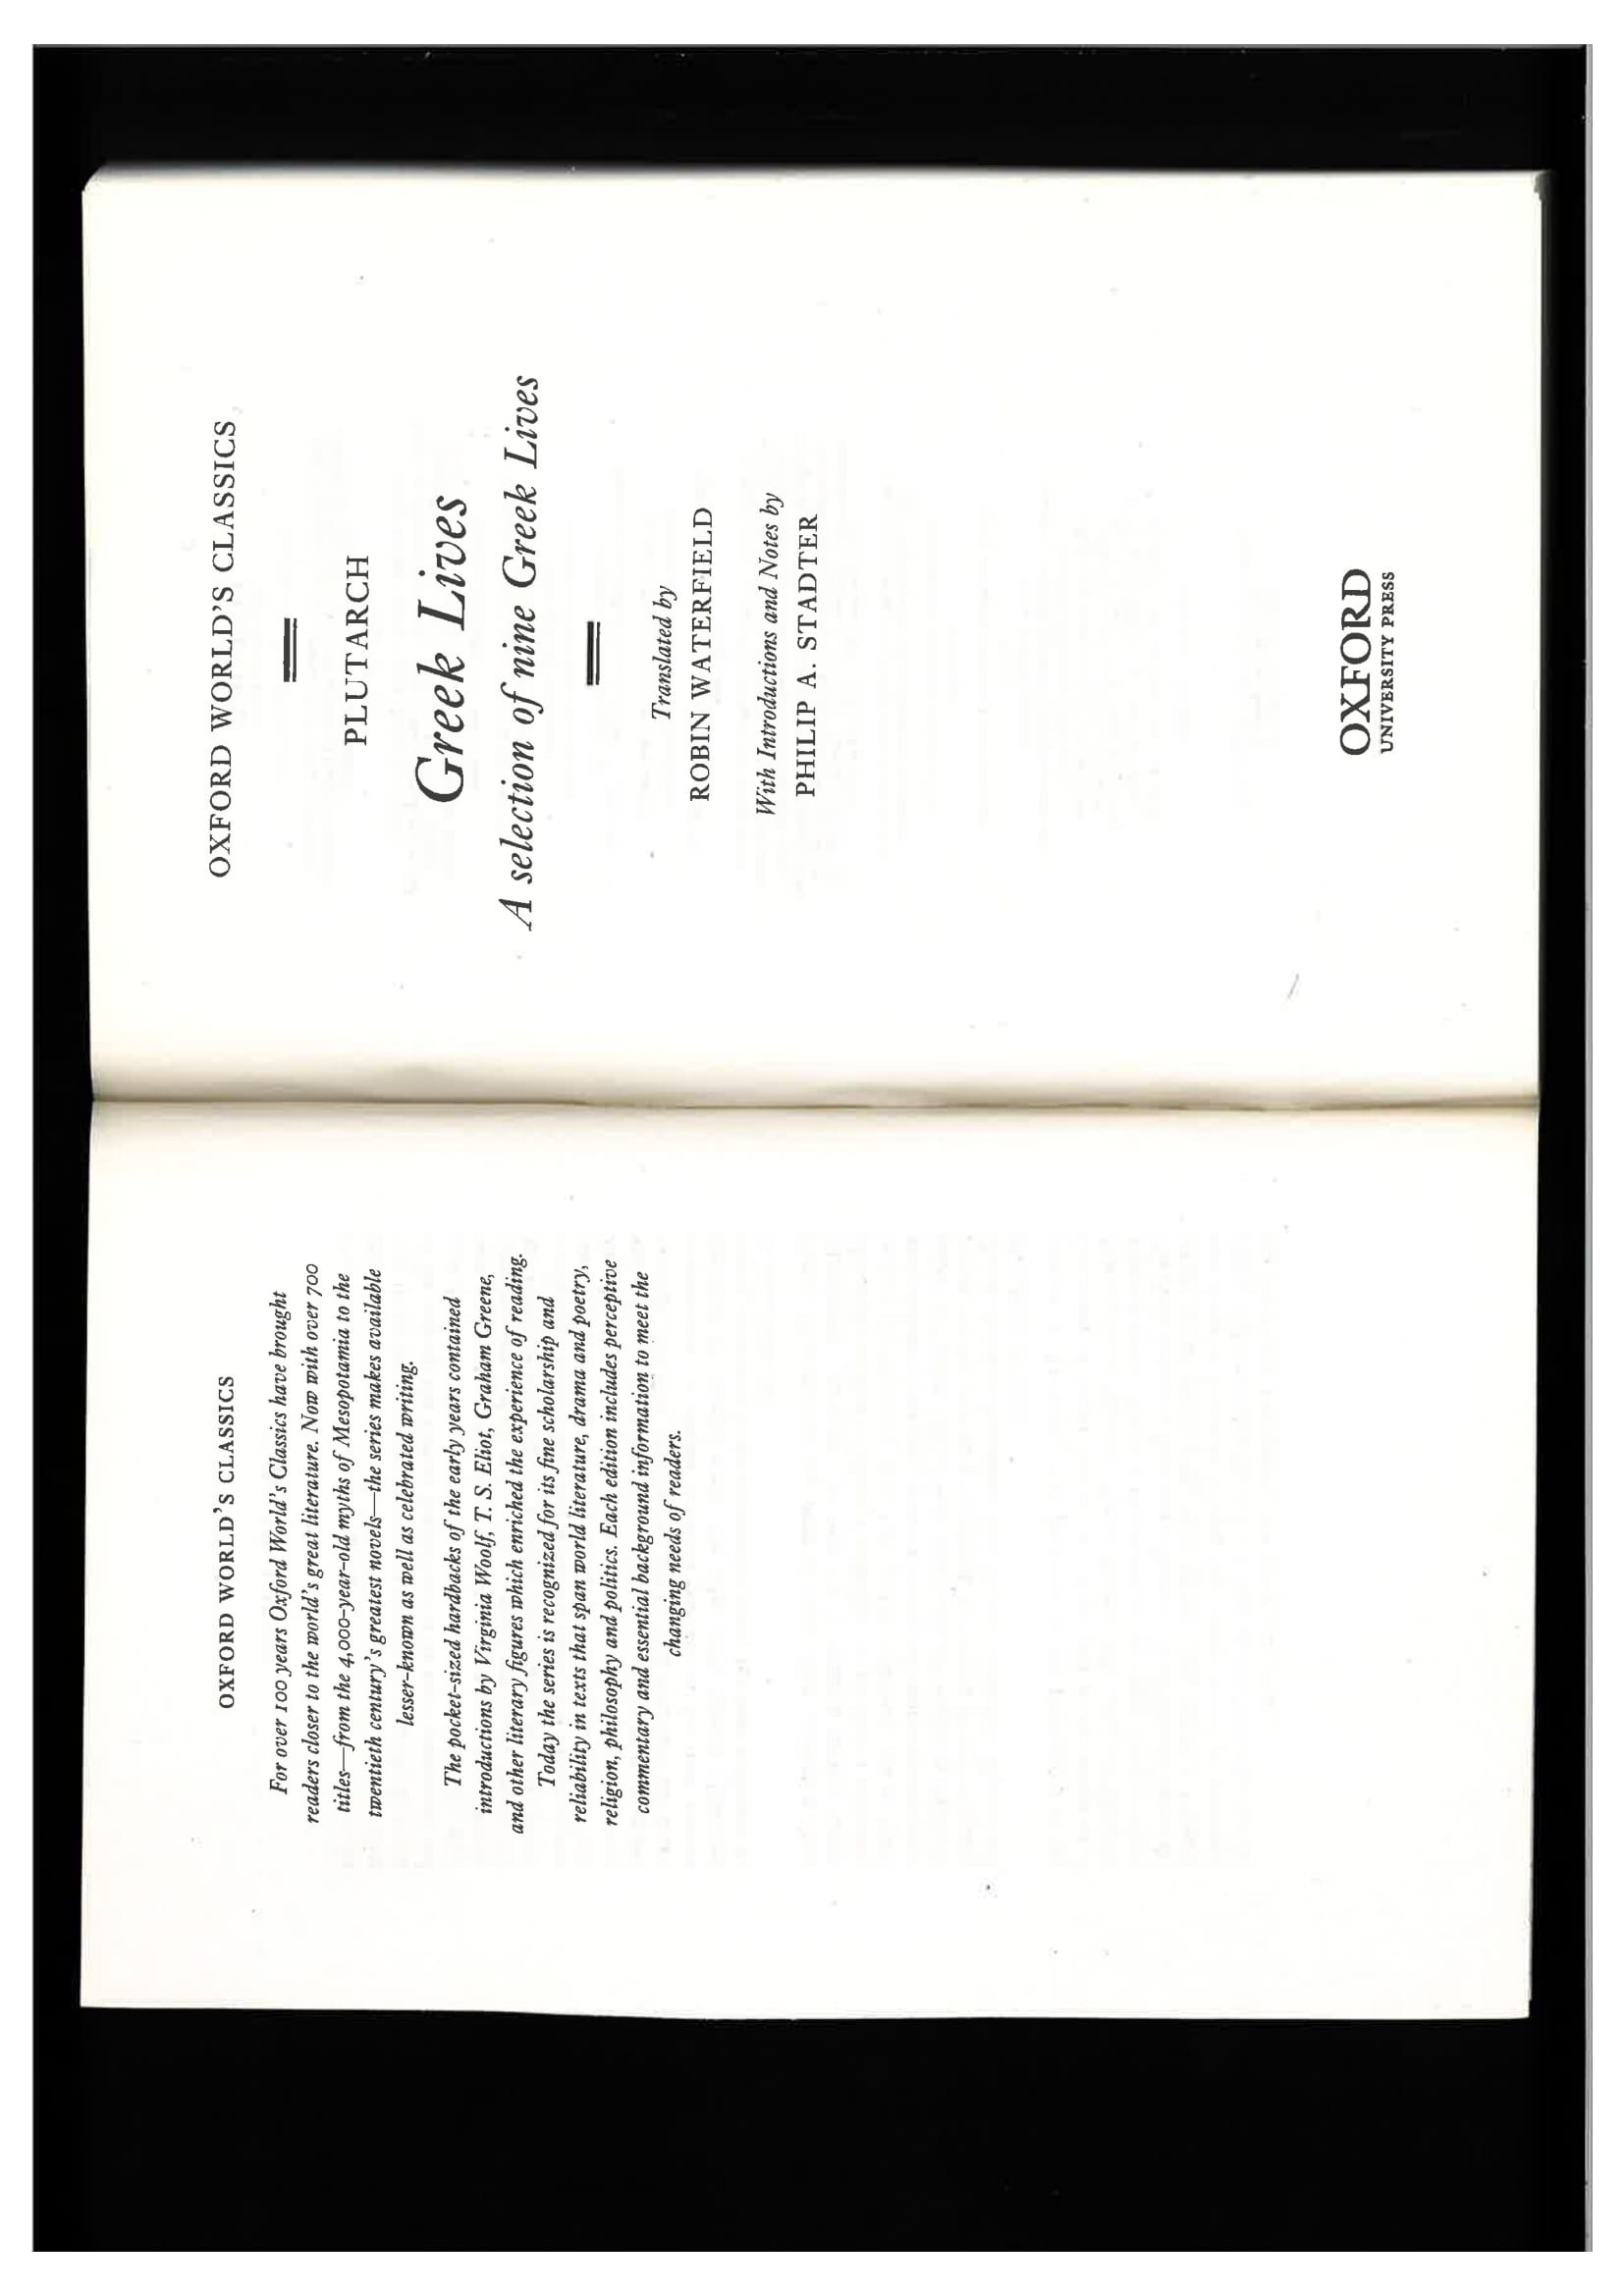 OXFORD WORLD'S CLASSICS
For over 100 years Oxford World's Classics have brought
readers closer to the world's great literature. Now with over 700
titles—from the 4,000-year-old myths of Mesopotamia to the
twentieth century's greatest novels—the series makes available
lesser-known as well as celebrated writing.
The pocket-sized hardbacks of the early years contained
introductions by Virginia Woolf, T. S. Eliot, Graham Greene,
and other literary figures which enriched the experience of reading.
Today the series is recognized for its fine scholarship and
reliability in texts that span world literature, drama and poetry,
religion, philosophy and politics. Each edition includes perceptive
commentary and essential background information to meet the
changing needs of readers.
OXFORD WORLD'S CLASSICS
PLUTARCH
Greek Lives
A selection of nine Greek Lives
Translated by
ROBIN WATERFIELD
With Introductions and Notes by
PHILIP A. STADTER
OXFORD
UNIVERSITY PRESS